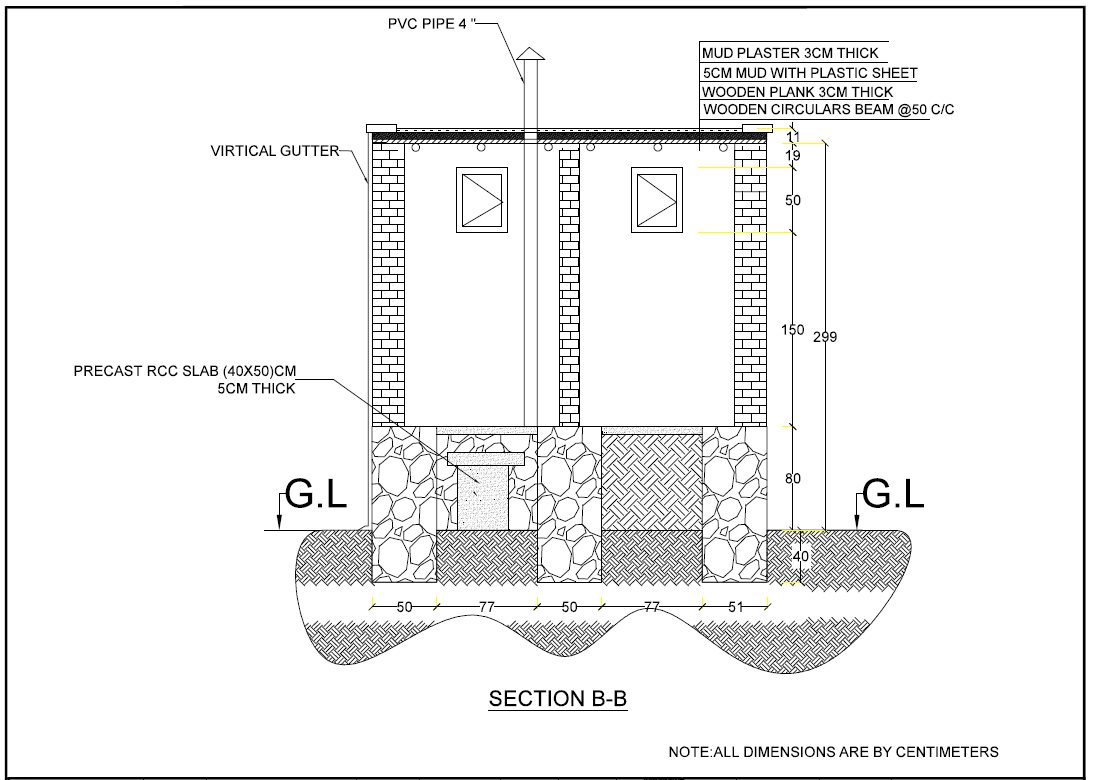 PVC PIPE 4 "
MUD PLASTER 3CM THICK
5CM MUD WITH PLASTIC SHEET
WOODEN PLANK 3CM THICK
WOODEN CIRCULARS BEAM @50 C/C
11
VIRTICAL GUTTER
19
50
150
299
PRECAST RCC SLAB (40X50)CM
5CM THICK
80
G.L
G.L
40
50
77
50
77
51
SECTION B-B
NOTE:ALL DIMENSIONS ARE BY CENTIMETERS